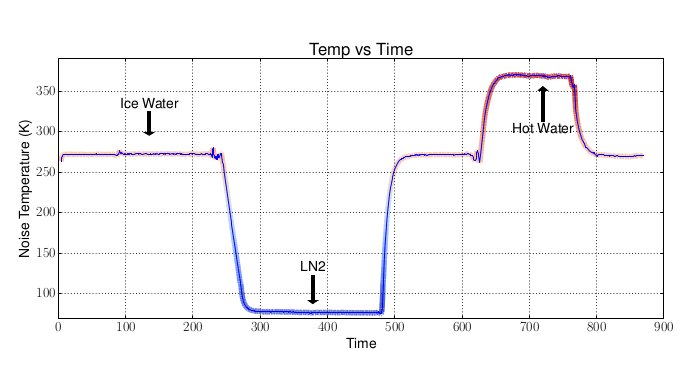 Temp vs Time
Noise Temperature (K)
350
300
250
200
150
100
Ice Water
Hot Water
LN2
0 100 200 300 400 500 600 700 800 900
Time